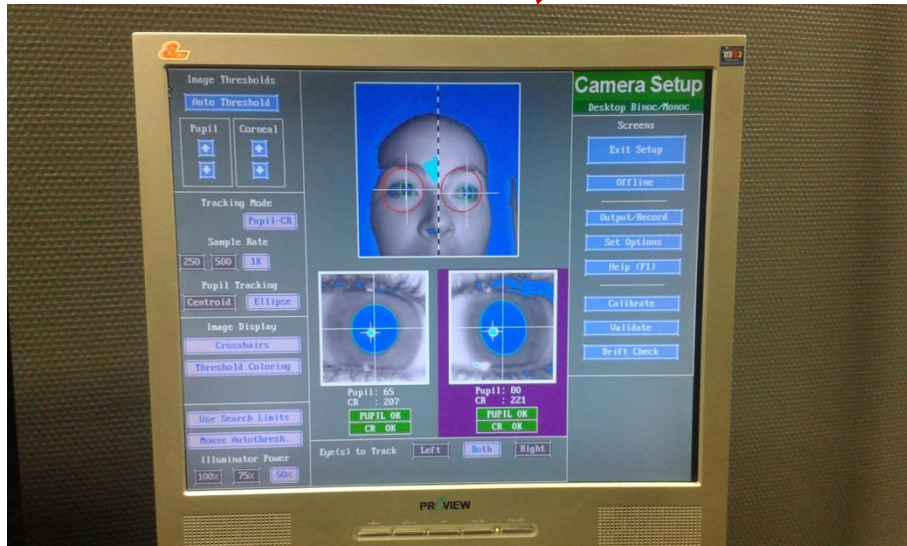 Image Thresholds
Auto Threshold
Pupil
Corneal
Tracking Mode
Pupil-CR
Sample Rate
250 500 1K
Pupil Tracking
Centroid Ellipse
Image Display
Crosshairs
Threshold Coloring
Use Search Limits
Mouse Autothresh.
Illuminator Power
100% 75% 50%
Pupil: 65
CR : 207
PUPIL OK
CR OK
Pupil: 80
CR : 221
PUPIL OK
CR OK
Eye(s) to Track Left Both Right
Camera Setup
Desktop Binoc/Monoc
Screens
Exit Setup
Offline
Output/Record
Set Options
Help (F1)
Calibrate
Validate
Drift Check
PROVIEW